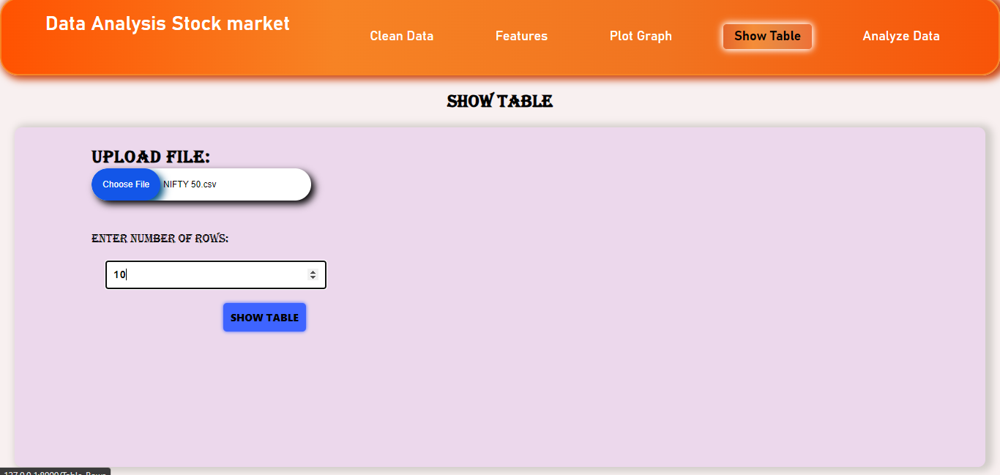 Data Analysis Stock market
Clean Data
Features
Plot Graph
Show Table
Analyze Data
SHOW TABLE
UPLOAD FILE:
Choose File NIFTY 50.csv
ENTER NUMBER OF ROWS:
10
SHOW TABLE
127.0.0.1:8000/Table_Rows